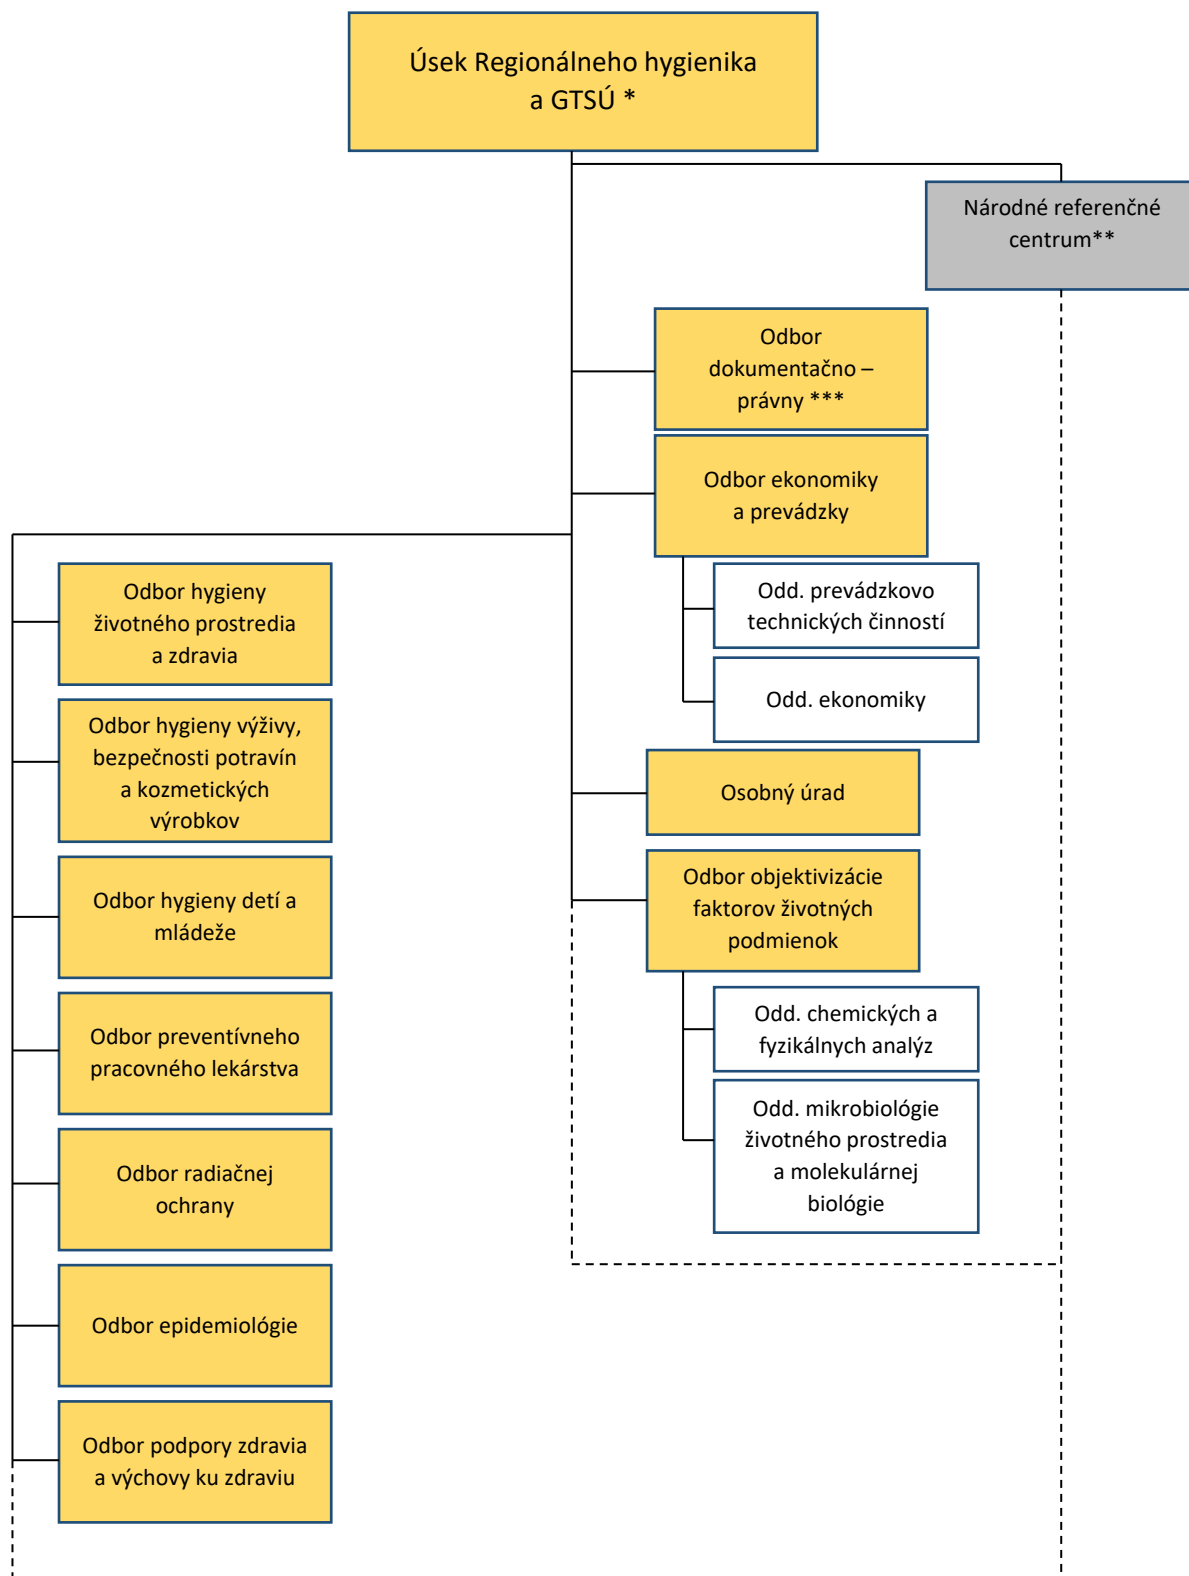 Úsek Regionálneho hygienika
a GTSÚ *
Národné referenčné
centrum**
Odbor
dokumentačno –
právny ***
Odbor ekonomiky
a prevádzky
Odd. prevádzkovo
technických činností
Odd. ekonomiky
Osobný úrad
Odbor objektivizácie
faktorov životných
podmienok
Odd. chemických a
fyzikálnych analýz
Odd. mikrobiológie
životného prostredia
a molekulárnej
biológie
Odbor hygieny
životného prostredia
a zdravia
Odbor hygieny výživy,
bezpečnosti potravín
a kozmetických
výrobkov
Odbor hygieny detí a
mládeže
Odbor preventívneho
pracovného lekárstva
Odbor radiačnej
ochrany
Odbor epidemiológie
Odbor podpory zdravia
a výchovy ku zdraviu